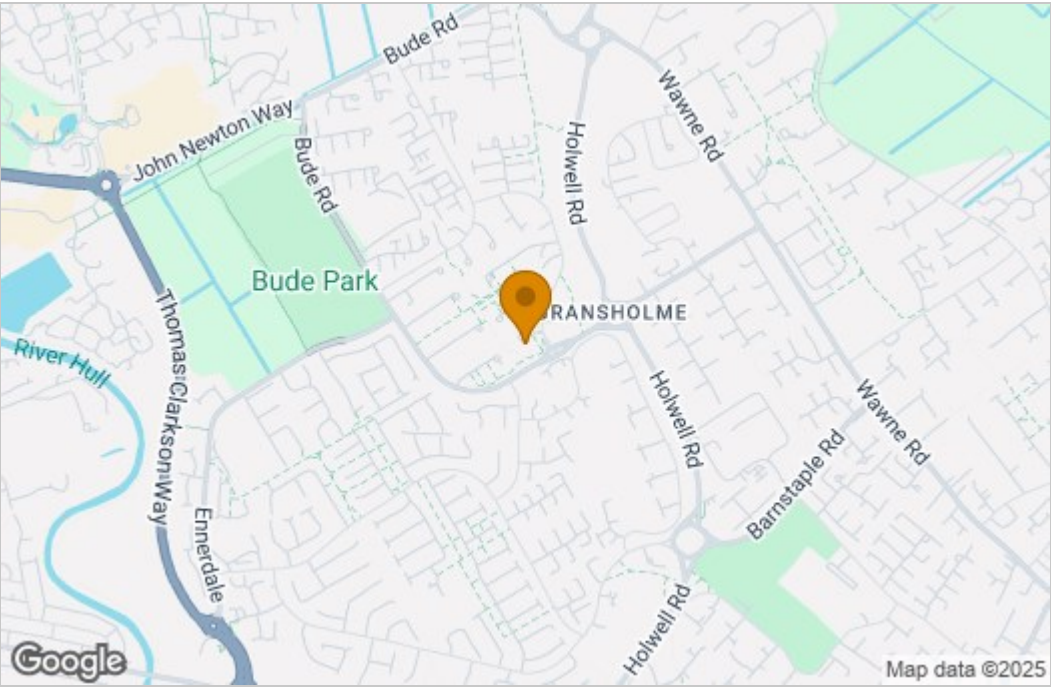 Bude Rd
Wawne Rd
John Newton Way
Holwell Rd
Bude Rd
Bude Park
RANSHOLME
Thomas Clarkson Way
River Hull
Holwell Rd
Wawne Rd
Barnstaple Rd
Ennerdale
Holwell Rd
Google
Map data ©2025